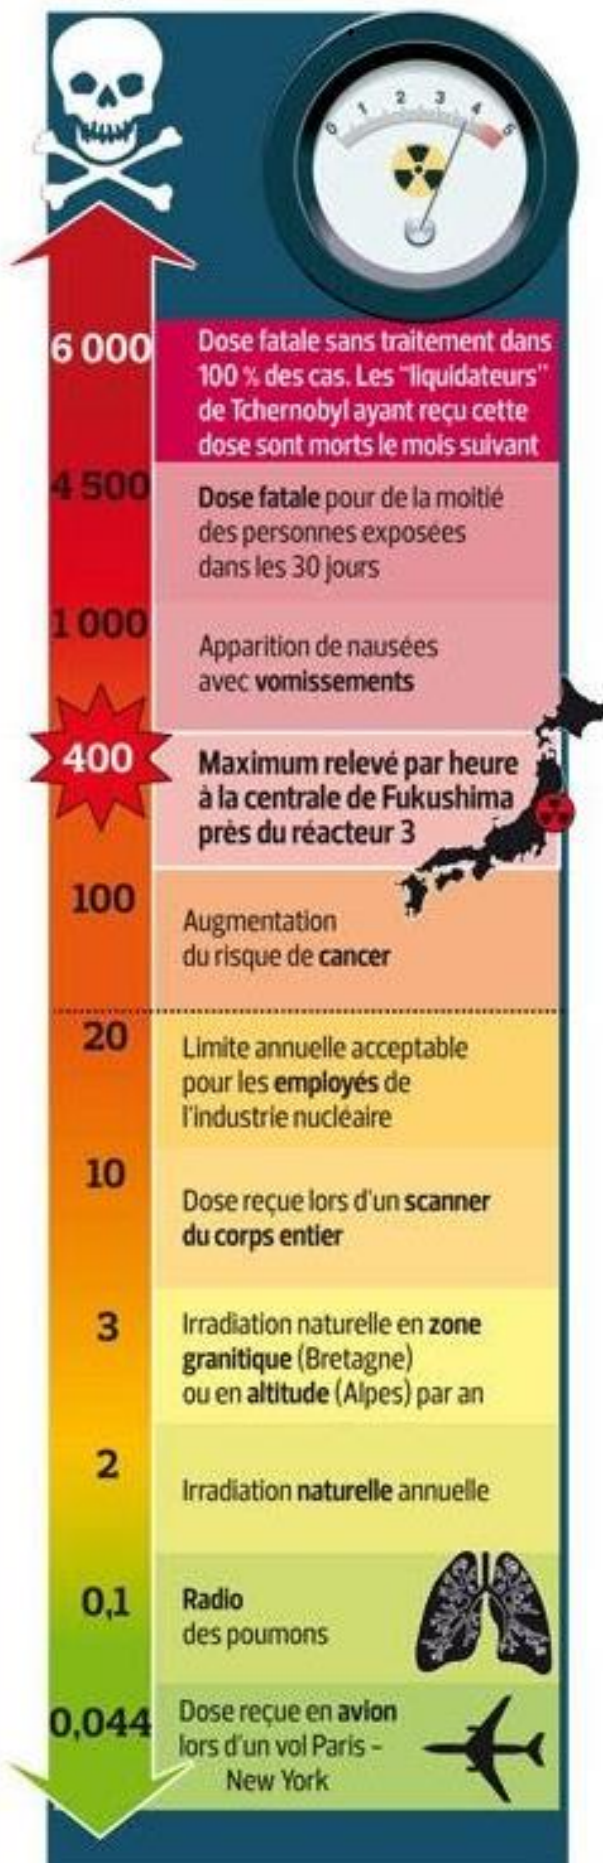 0 1 2 3 4 5
6 000
Dose fatale sans traitement dans
100 % des cas. Les "liquidateurs"
de Tchernobyl ayant reçu cette
dose sont morts le mois suivant
4 500
Dose fatale pour de la moitié
des personnes exposées
dans les 30 jours
1 000
Apparition de nausées
avec vomissements
400
Maximum relevé par heure
à la centrale de Fukushima
près du réacteur 3
100
Augmentation
du risque de cancer
20
Limite annuelle acceptable
pour les employés de
l'industrie nucléaire
10
Dose reçue lors d'un scanner
du corps entier
3
Irradiation naturelle en zone
granitique (Bretagne)
ou en altitude (Alpes) par an
2
Irradiation naturelle annuelle
0,1
Radio
des poumons
0,044
Dose reçue en avion
lors d'un vol Paris -
New York